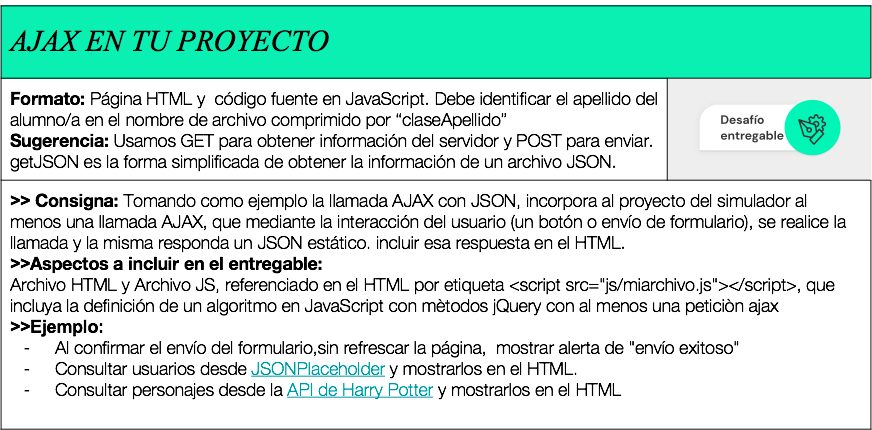 AJAX EN TU PROYECTO
Formato: Página HTML y código fuente en JavaScript. Debe identificar el apellido del
alumno/a en el nombre de archivo comprimido por “claseApellido”
Sugerencia: Usamos GET para obtener información del servidor y POST para enviar.
getJSON es la forma simplificada de obtener la información de un archivo JSON.
Desafío
entregable
>> Consigna: Tomando como ejemplo la llamada AJAX con JSON, incorpora al proyecto del simulador al
menos una llamada AJAX, que mediante la interacción del usuario (un botón o envío de formulario), se realice la
llamada y la misma responda un JSON estático. incluir esa respuesta en el HTML.
>>Aspectos a incluir en el entregable:
Archivo HTML y Archivo JS, referenciado en el HTML por etiqueta <script src="js/miarchivo.js"></script>, que
incluya la definición de un algoritmo en JavaScript con mètodos jQuery con al menos una peticiòn ajax
>>Ejemplo:
- Al confirmar el envío del formulario,sin refrescar la página, mostrar alerta de "envío exitoso"
- Consultar usuarios desde JSONPlaceholder y mostrarlos en el HTML.
- Consultar personajes desde la API de Harry Potter y mostrarlos en el HTML